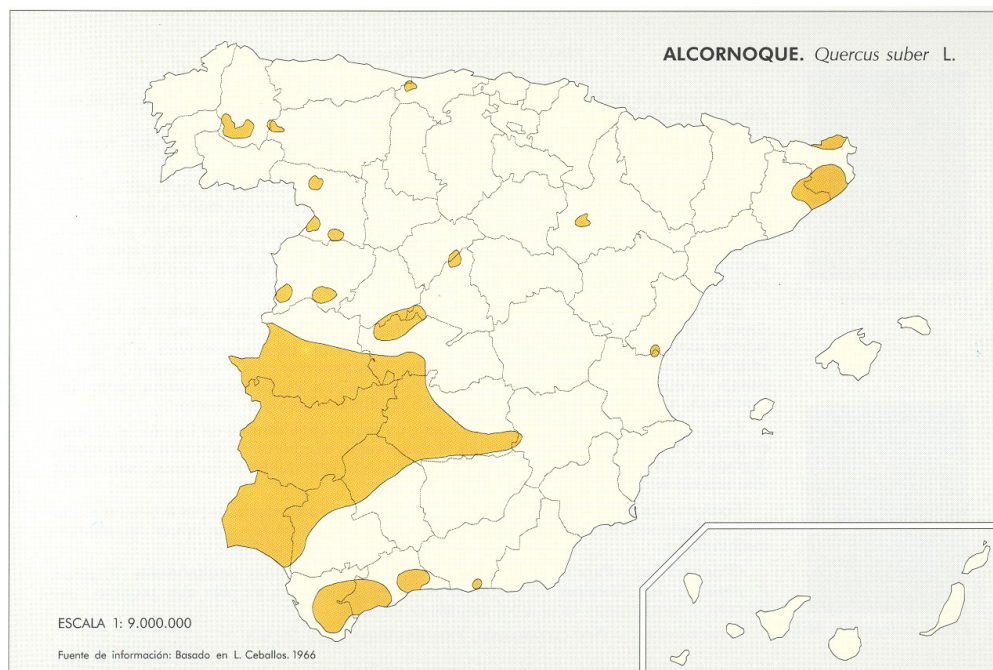 ALCORNOQUE. Quercus suber L.
ESCALA 1: 9.000.000
Fuente de información: Basado en L. Ceballos. 1966